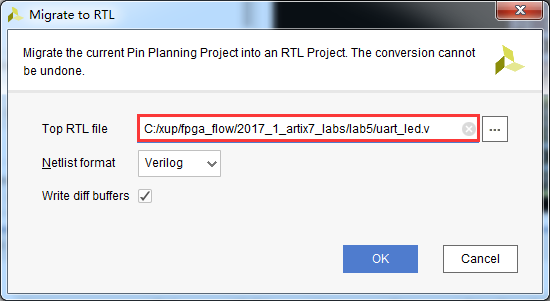 Migrate to RTL
Migrate the current Pin Planning Project into an RTL Project. The conversion cannot
be undone.
Top RTL file C:/xup/fpga_flow/2017_1_artix7_labs/lab5/uart_led.v ...
Netlist format Verilog
Write diff buffers
OK Cancel